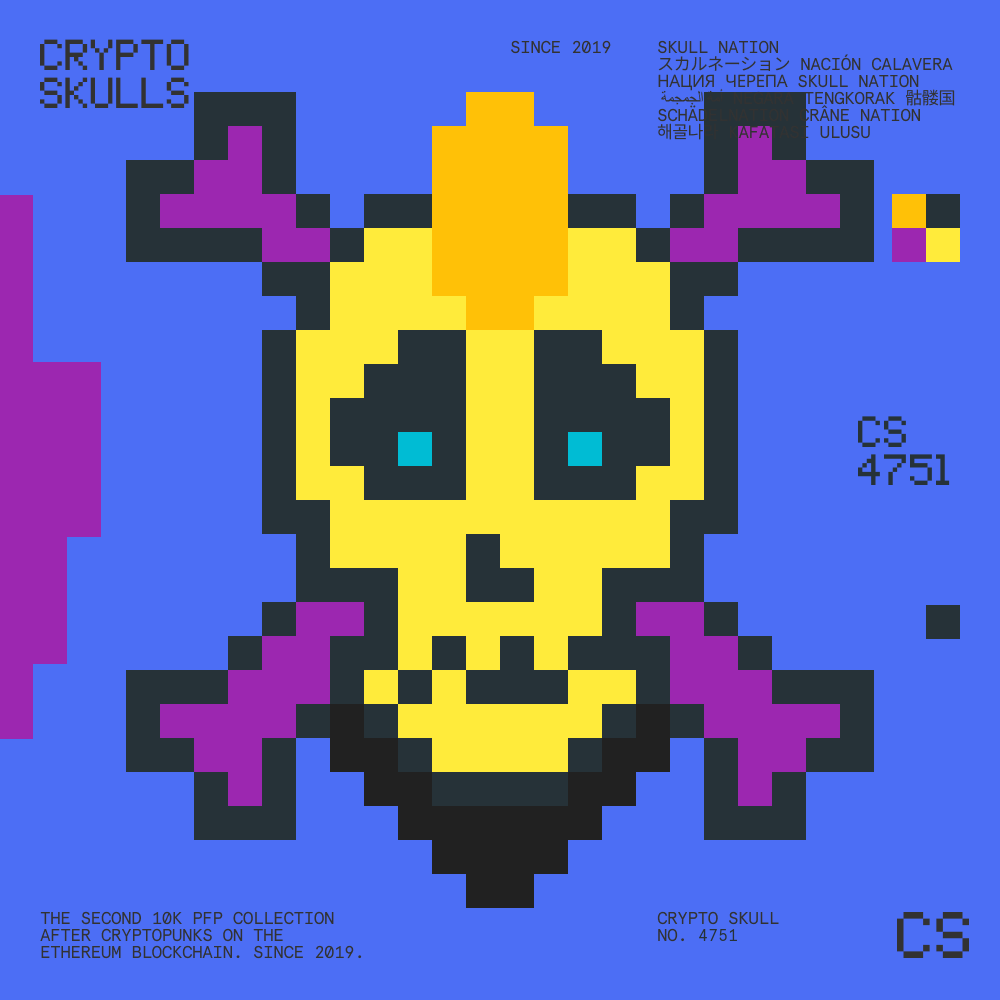 CRYPTO
SKULLS
SINCE 2019
SKULL NATION
スカルネーション NACIÓN CALAVERA
НАЦИЯ ЧЕРЕПА SKULL NATION
TENGKORAK 骷髅国
CRÂNE NATION
ULUSU
CS
4751
THE SECOND 10K PFP COLLECTION
AFTER CRYPTOPUNKS ON THE
ETHEREUM BLOCKCHAIN. SINCE 2019.
CRYPTO SKULL
NO. 4751
CS